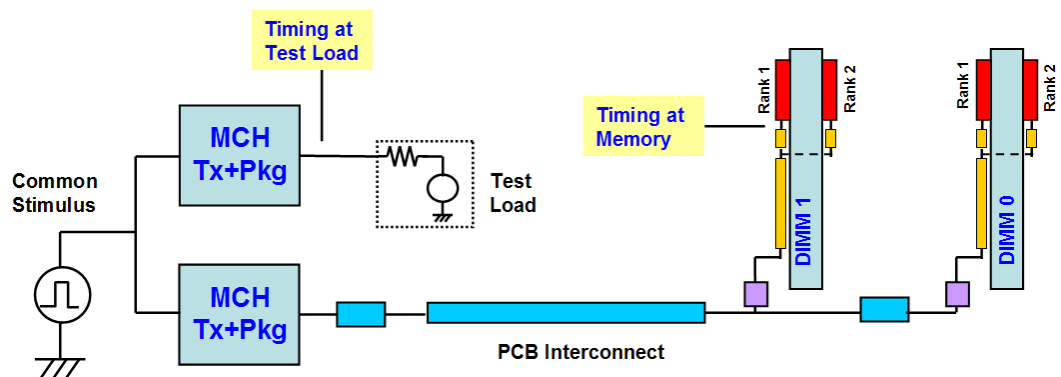 Timing at
Test Load
MCH
Tx+Pkg
Common
Stimulus
Test
Load
Timing at
Memory
Rank 1
Rank 2
DIMM 1
Rank 1
Rank 2
DIMM 0
MCH
Tx+Pkg
PCB Interconnect